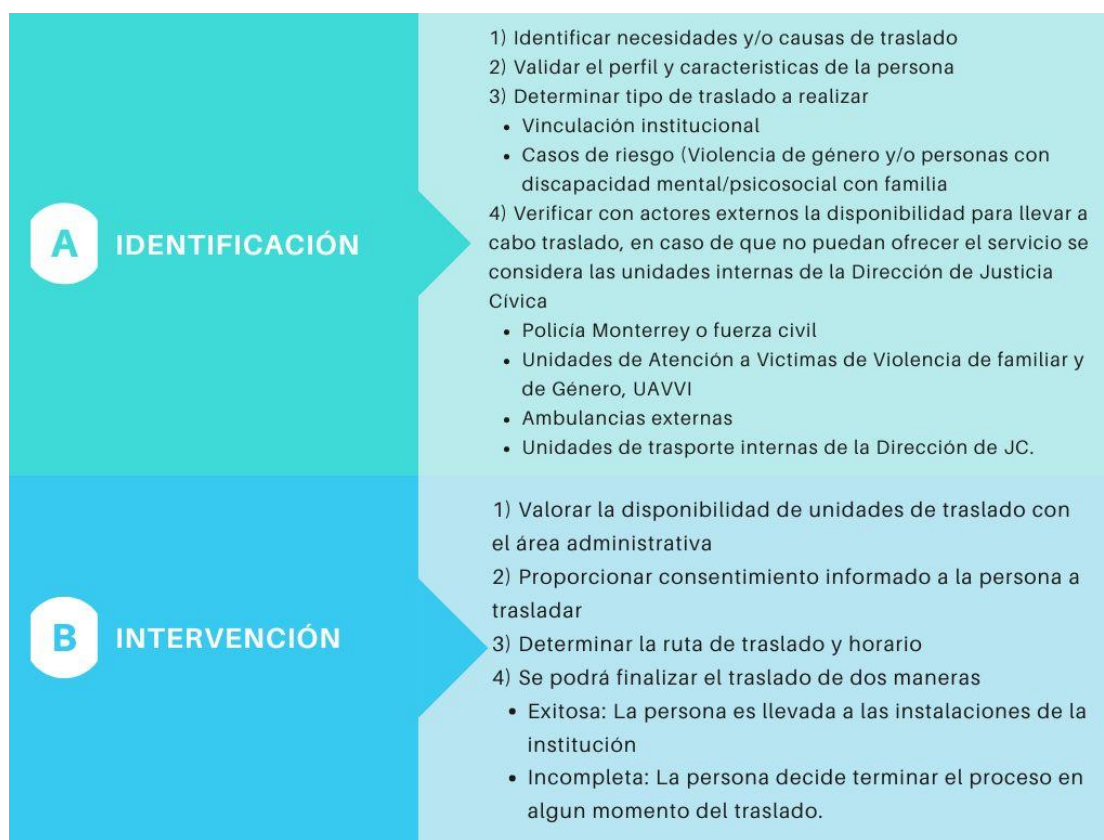 1) Identificar necesidades y/o causas de traslado
2) Validar el perfil y caracteristicas de la persona
3) Determinar tipo de traslado a realizar
• Vinculación institucional
• Casos de riesgo (Violencia de género y/o personas con
discapacidad mental/psicosocial con familia
A IDENTIFICACIÓN
4) Verificar con actores externos la disponibilidad para llevar a
cabo traslado, en caso de que no puedan ofrecer el servicio se
considera las unidades internas de la Dirección de Justicia
Cívica
• Policía Monterrey o fuerza civil
• Unidades de Atención a Victimas de Violencia de familiar y
de Género, UAVVI
• Ambulancias externas
• Unidades de trasporte internas de la Dirección de JC.
1) Valorar la disponibilidad de unidades de traslado con
el área administrativa
2) Proporcionar consentimiento informado a la persona a
trasladar
B INTERVENCIÓN
3) Determinar la ruta de traslado y horario
4) Se podrá finalizar el traslado de dos maneras
• Exitosa: La persona es llevada a las instalaciones de la
institución
• Incompleta: La persona decide terminar el proceso en
algun momento del traslado.